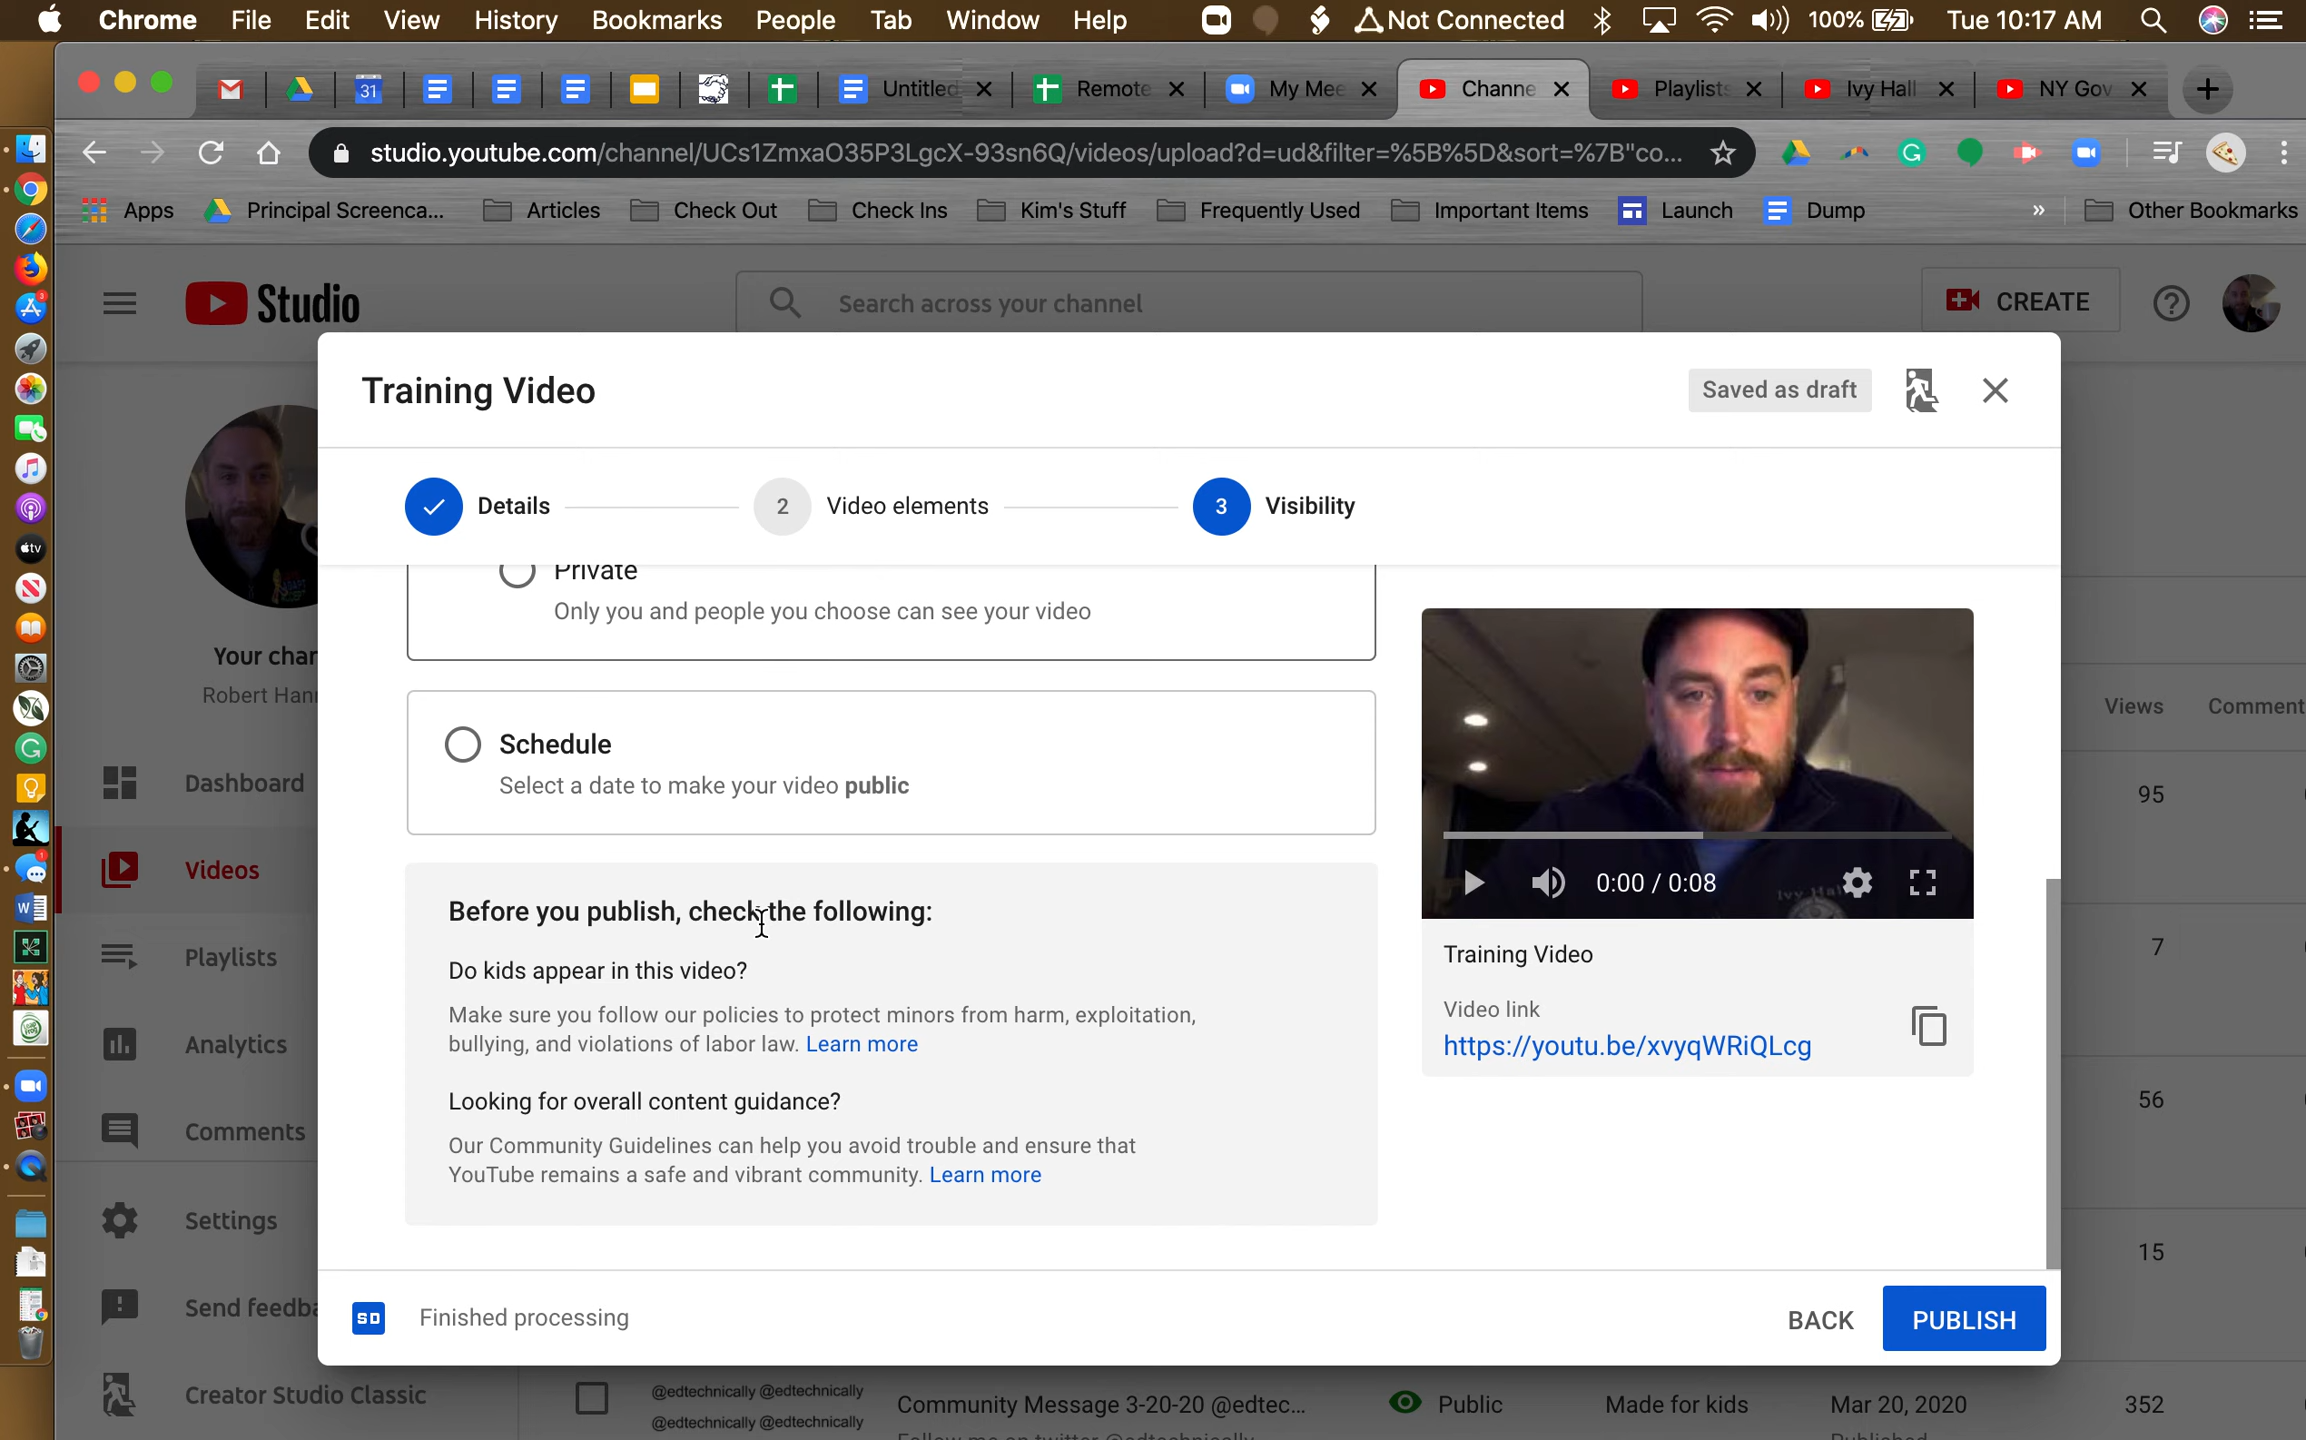 Chrome File Edit View History Bookmarks People Tab Window Help Not Connected 100% Tue 10:17 AM
31 Untitled Remote My Mee Channe Playlists Ivy Hall NY Gov
studio.youtube.com/channel/UCs1ZmxaO35P3LgcX-93sn6Q/videos/upload?d=ud&filter=%5B%5D&sort=%7B"co...
Apps Principal Screenca... Articles Check Out Check Ins Kim's Stuff Frequently Used Important Items Launch Dump » Other Bookmarks
Studio Search across your channel CREATE
Training Video Saved as draft
Details 2 Video elements 3 Visibility
Private
Only you and people you choose can see your video
Schedule
Select a date to make your video public
Before you publish, check the following:
Do kids appear in this video?
Make sure you follow our policies to protect minors from harm, exploitation,
bullying, and violations of labor law. Learn more
Looking for overall content guidance?
Our Community Guidelines can help you avoid trouble and ensure that
YouTube remains a safe and vibrant community. Learn more
0:00 / 0:08
Training Video
Video link
https://youtu.be/xvyqWRiQLcg
SD Finished processing BACK PUBLISH
Your chan
Robert Han
Dashboard
Videos
Playlists
Analytics
Comments
Settings
Send feedba
Creator Studio Classic
Views Comment
95
7
56
15
@edtechnically @edtechnically
@edtechnically @edtechnically
Community Message 3-20-20 @edtec... Public Made for kids Mar 20, 2020 352